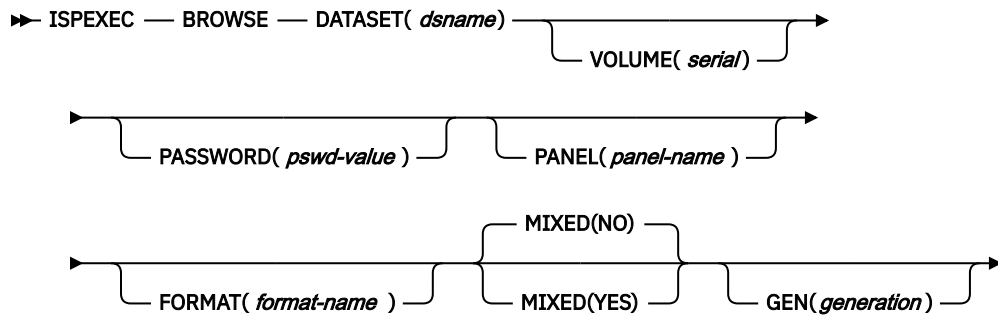 ISPEXEC BROWSE DATASET( dsname)
VOLUME( serial)
PASSWORD( pswd-value ) PANEL( panel-name )
MIXED(NO)
FORMAT( format-name ) MIXED(YES) GEN( generation )